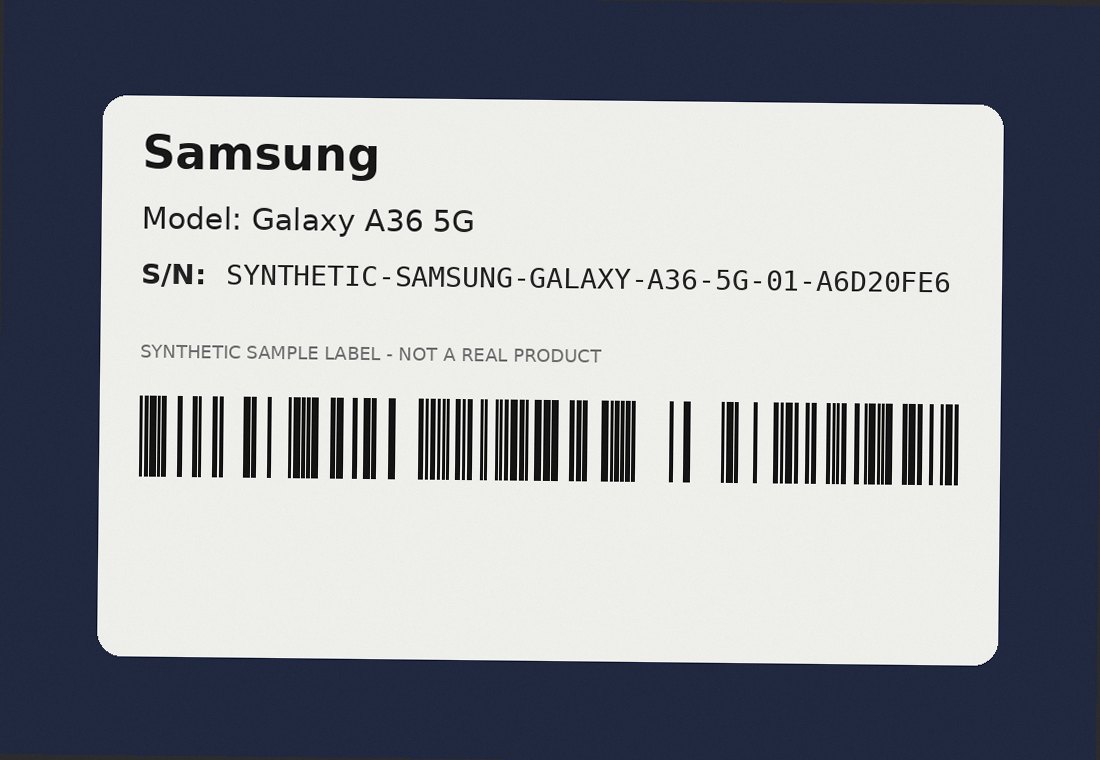 Samsung
Model: Galaxy A36 5G
S/N: SYNTHETIC-SAMSUNG-GALAXY-A36-5G-01-A6D20FE6
SYNTHETIC SAMPLE LABEL - NOT A REAL PRODUCT